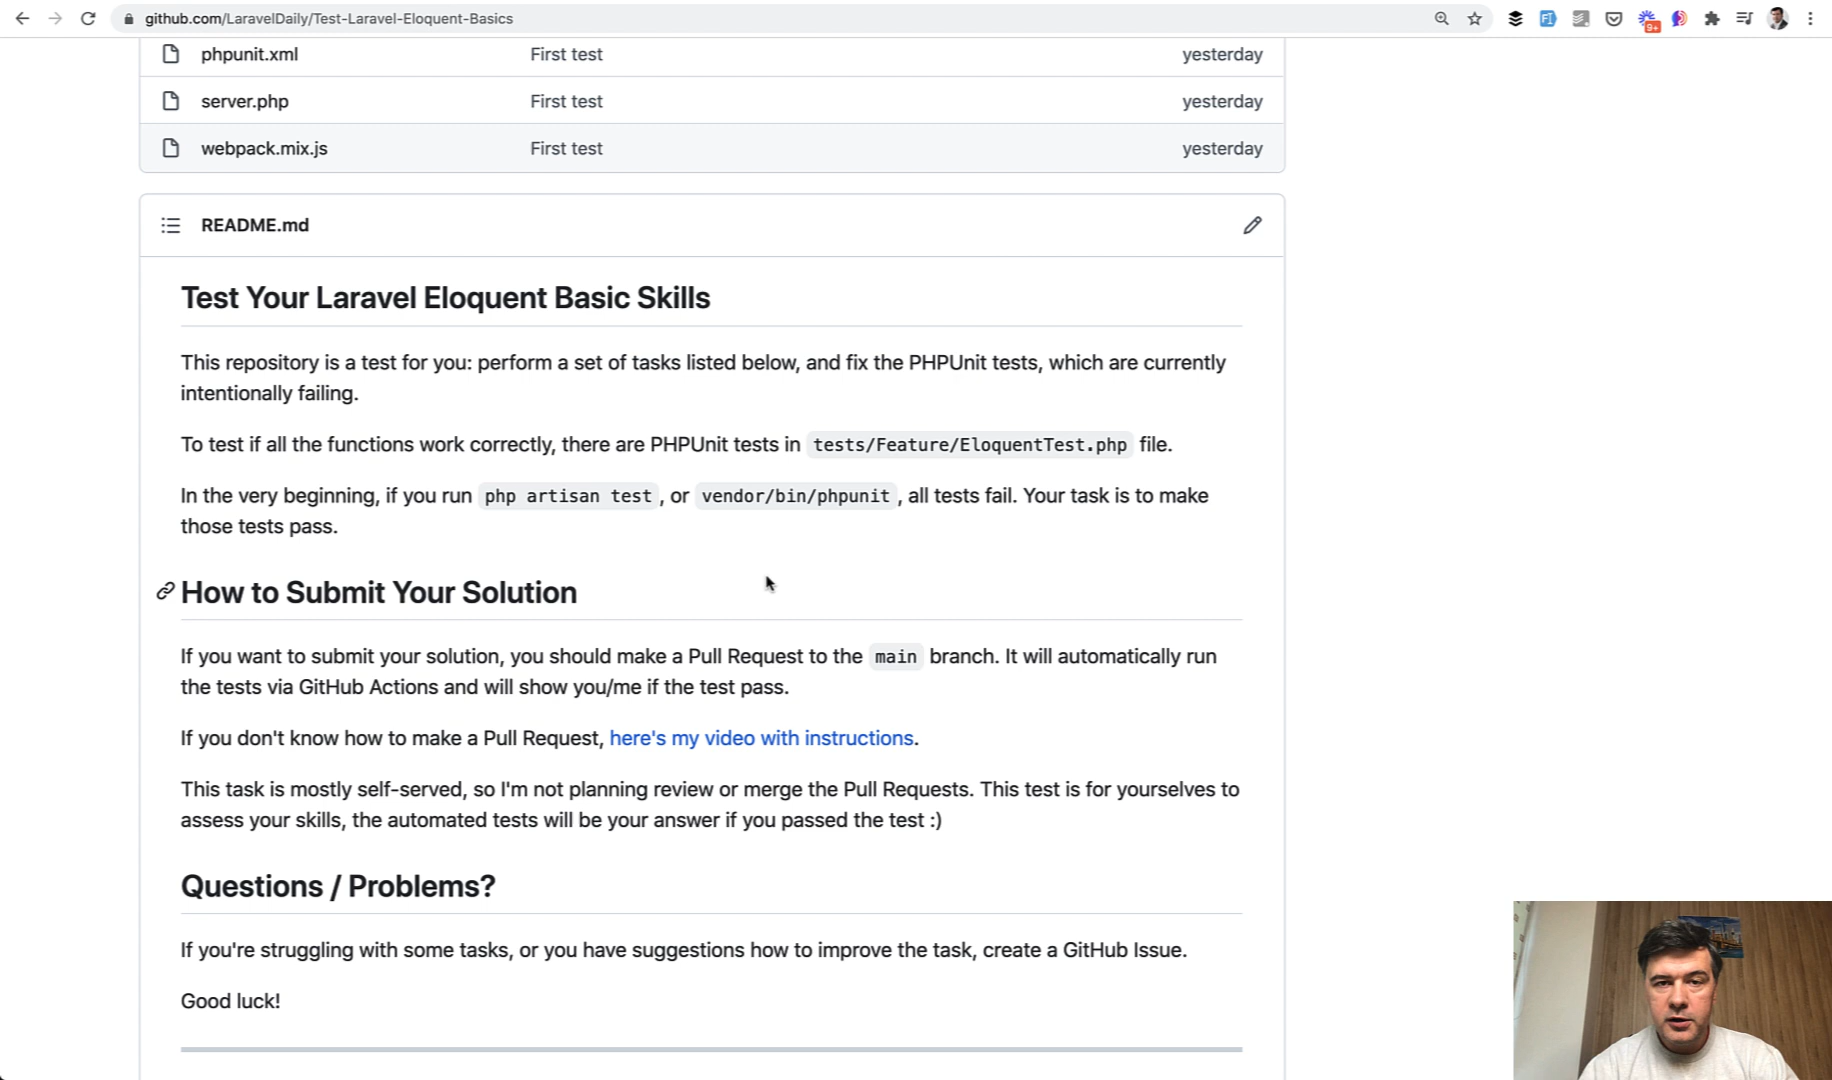 github.com/LaravelDaily/Test-Laravel-Eloquent-Basics
9+
phpunit.xml First test yesterday
server.php First test yesterday
webpack.mix.js First test yesterday
README.md
Test Your Laravel Eloquent Basic Skills
This repository is a test for you: perform a set of tasks listed below, and fix the PHPUnit tests, which are currently
intentionally failing.
To test if all the functions work correctly, there are PHPUnit tests in tests/Feature/EloquentTest.php file.
In the very beginning, if you run php artisan test, or vendor/bin/phpunit, all tests fail. Your task is to make
those tests pass.
How to Submit Your Solution
If you want to submit your solution, you should make a Pull Request to the main branch. It will automatically run
the tests via GitHub Actions and will show you/me if the test pass.
If you don't know how to make a Pull Request, here's my video with instructions.
This task is mostly self-served, so I'm not planning review or merge the Pull Requests. This test is for yourselves to
assess your skills, the automated tests will be your answer if you passed the test :)
Questions / Problems?
If you're struggling with some tasks, or you have suggestions how to improve the task, create a GitHub Issue.
Good luck!